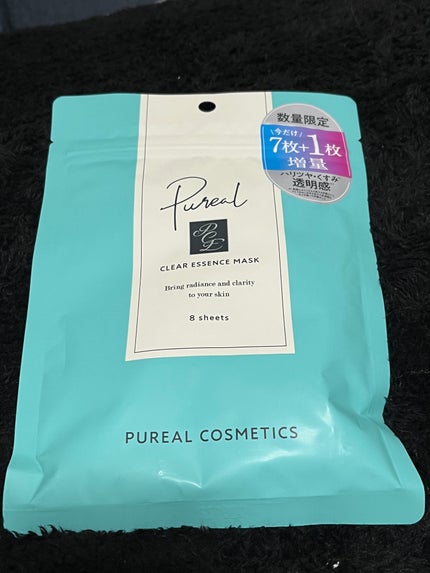 数量限定
\今だけ/
7枚+1枚
増量
ハリツヤ・くすみ*
透明感
Pureal
CLEAR ESSENCE MASK
Bring radiance and clarity
to your skin
8 sheets
PUREAL COSMETICS